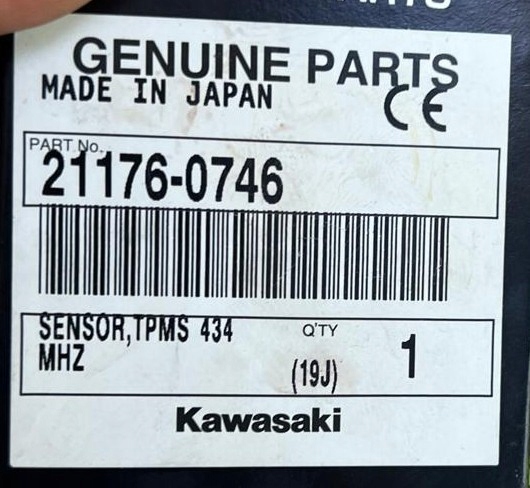 GENUINE PARTS
MADE IN JAPAN CE
PART No.
21176-0746
SENSOR,TPMS 434
MHZ
Q'TY
(19J)
1
Kawasaki